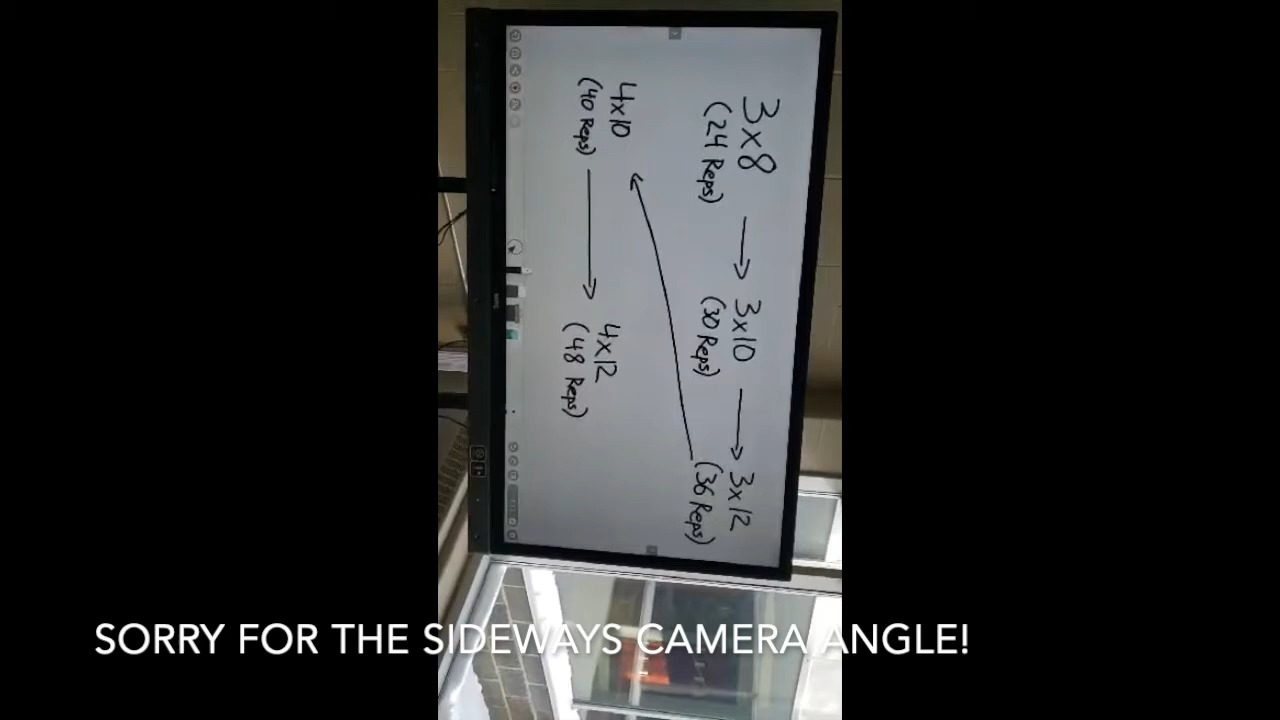 3x8 → 3x10 → 3x12
(24 Reps) (30 Reps) (36 Reps)
4x10 → 4x12
(40 Reps) (48 Reps)
SORRY FOR THE SIDEWAYS CAMERA ANGLE!